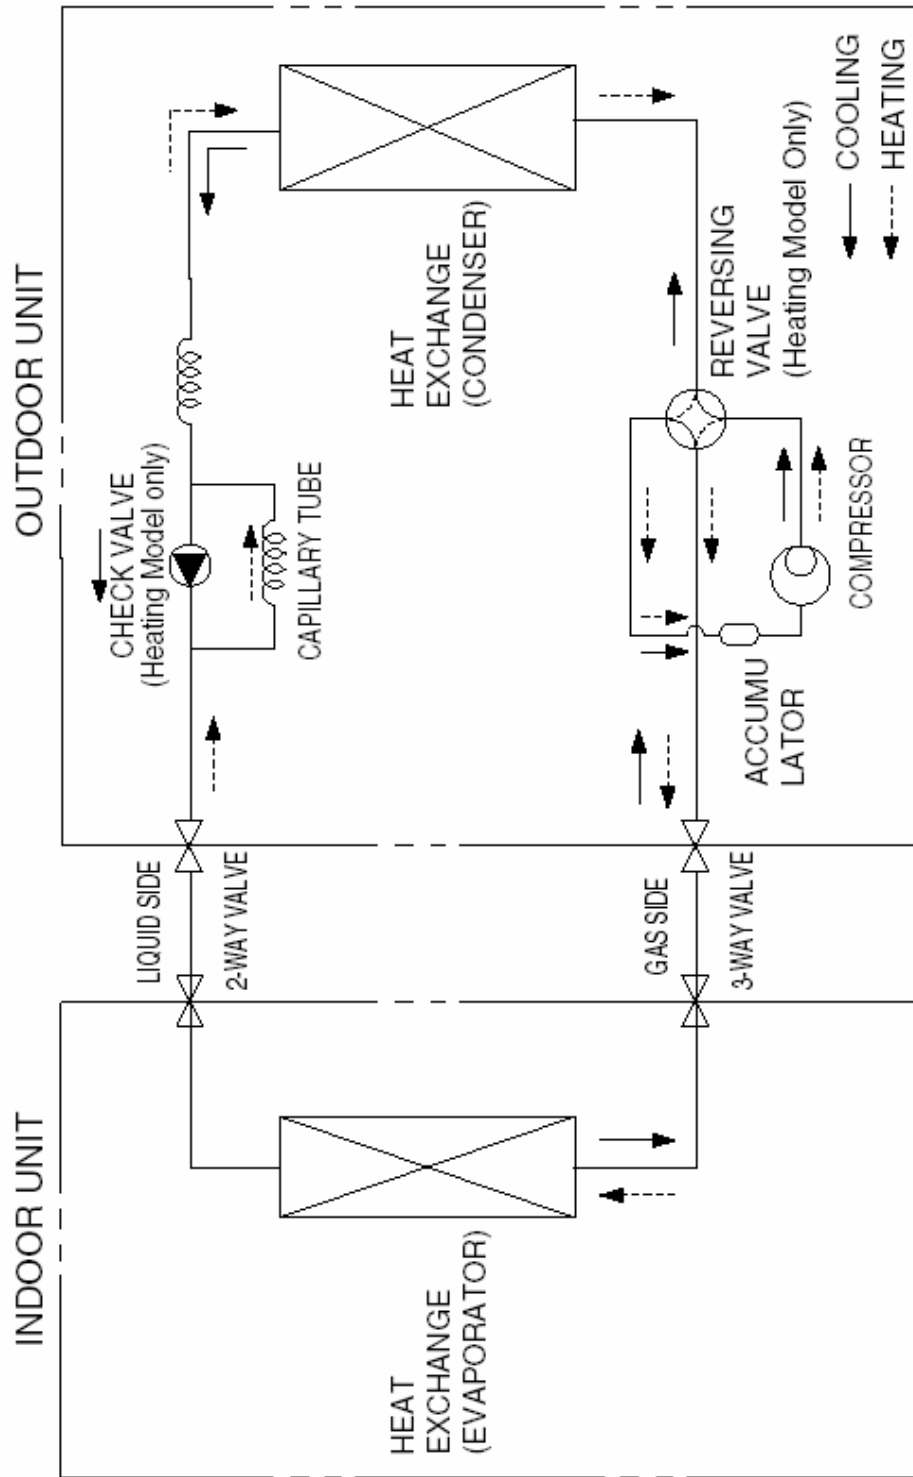 INDOOR UNIT
OUTDOOR UNIT
LIQUID SIDE
2-WAY VALVE
CHECK VALVE
(Heating Model only)
CAPILLARY TUBE
HEAT
EXCHANGE
(EVAPORATOR)
HEAT
EXCHANGE
(CONDENSER)
GAS SIDE
3-WAY VALVE
ACCUMU
LATOR
COMPRESSOR
REVERSING
VALVE
(Heating Model Only)
COOLING
HEATING